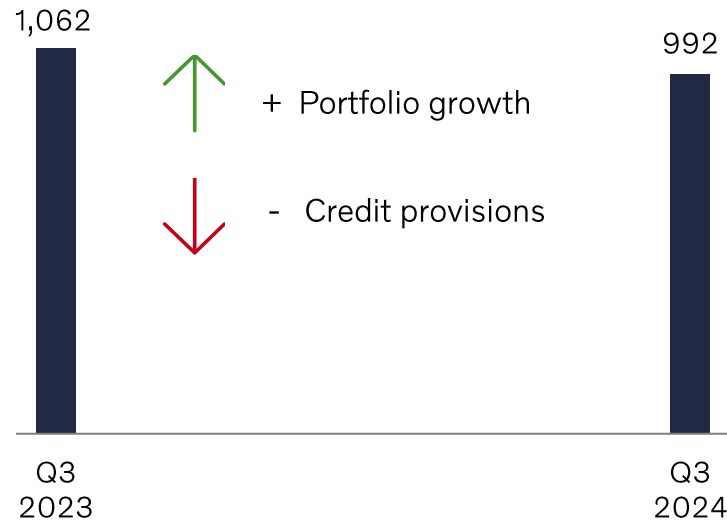 1,062
992
+ Portfolio growth
- Credit provisions
Q3
2023
Q3
2024